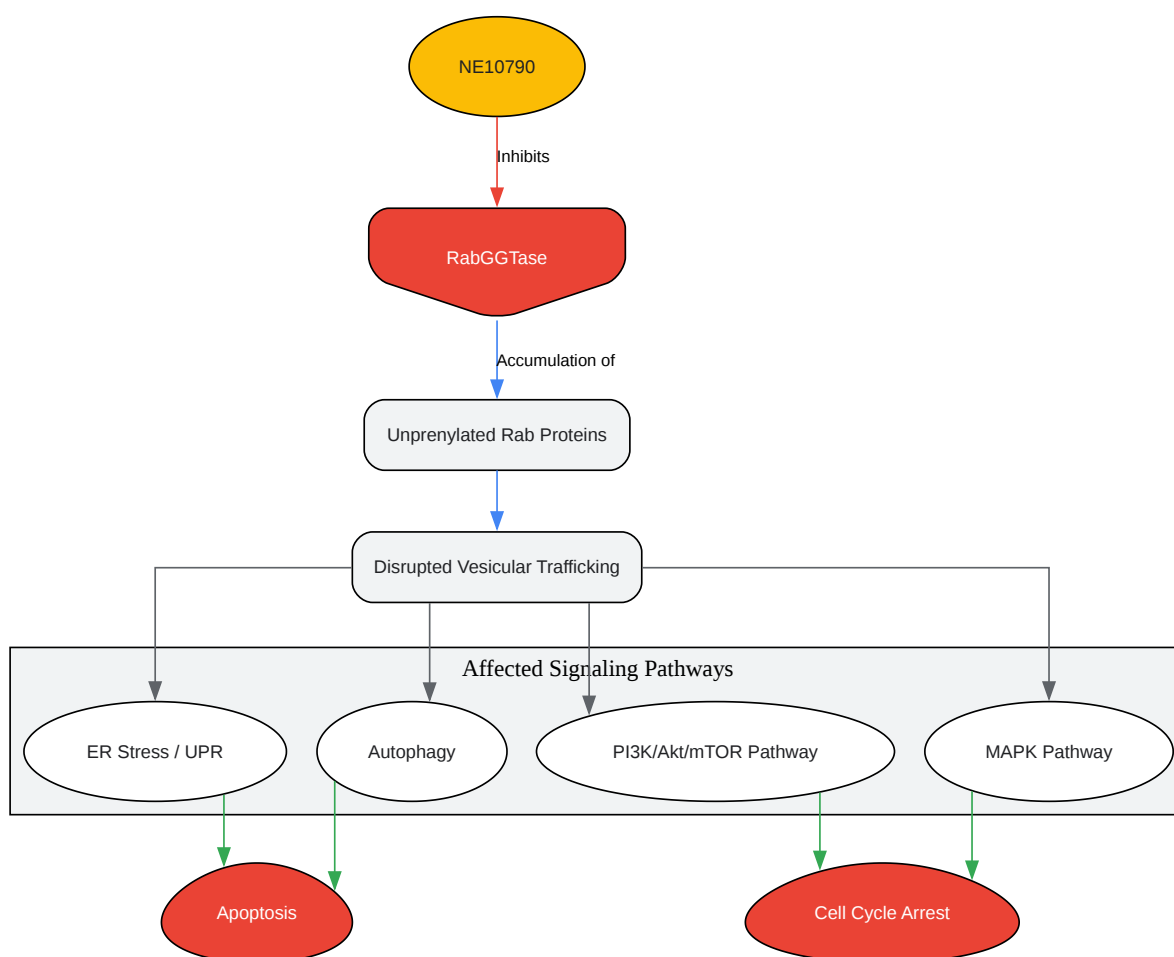 NE10790
Inhibits
RabGGTase
Accumulation of
Unprenylated Rab Proteins
Disrupted Vesicular Trafficking
Affected Signaling Pathways
ER Stress / UPR
Autophagy
PI3K/Akt/mTOR Pathway
MAPK Pathway
Apoptosis
Cell Cycle Arrest